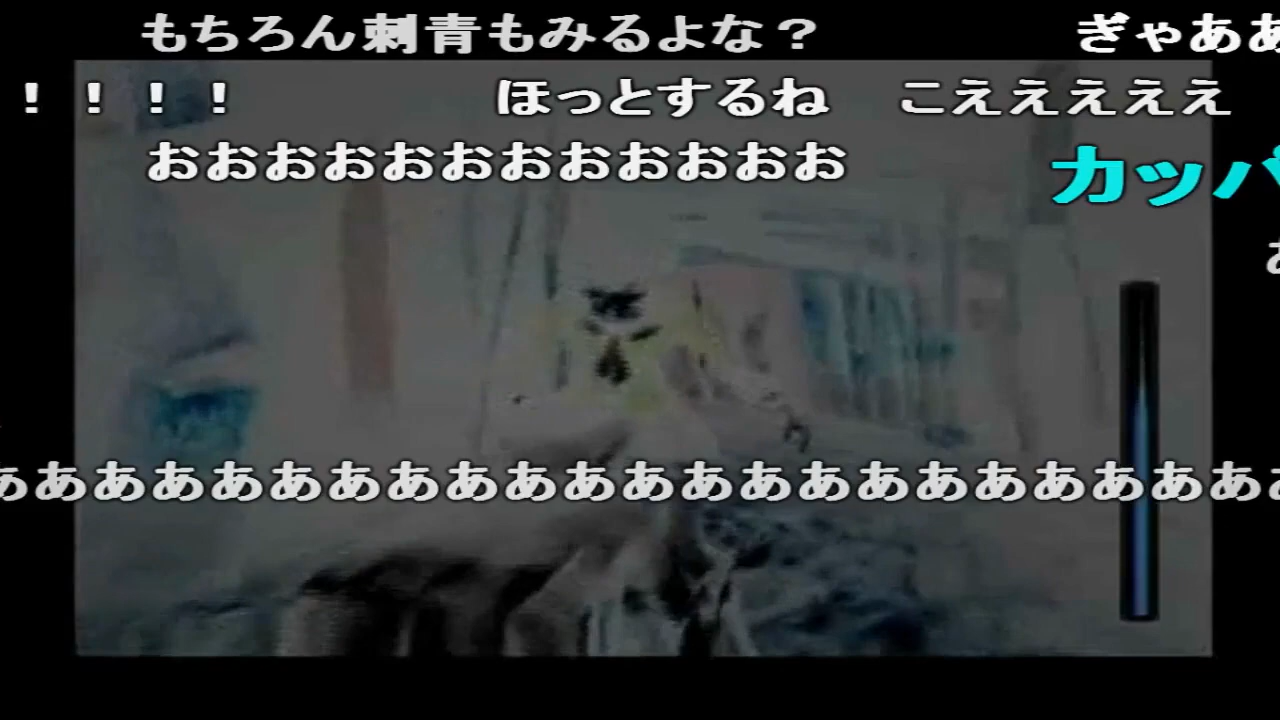 もちろん刺青もみるよな？
ぎゃああ
！！！！
ほっとするね
こええええええ
おおおおおおおおおおおお
カッパ
ああああああああああああああああああああああ